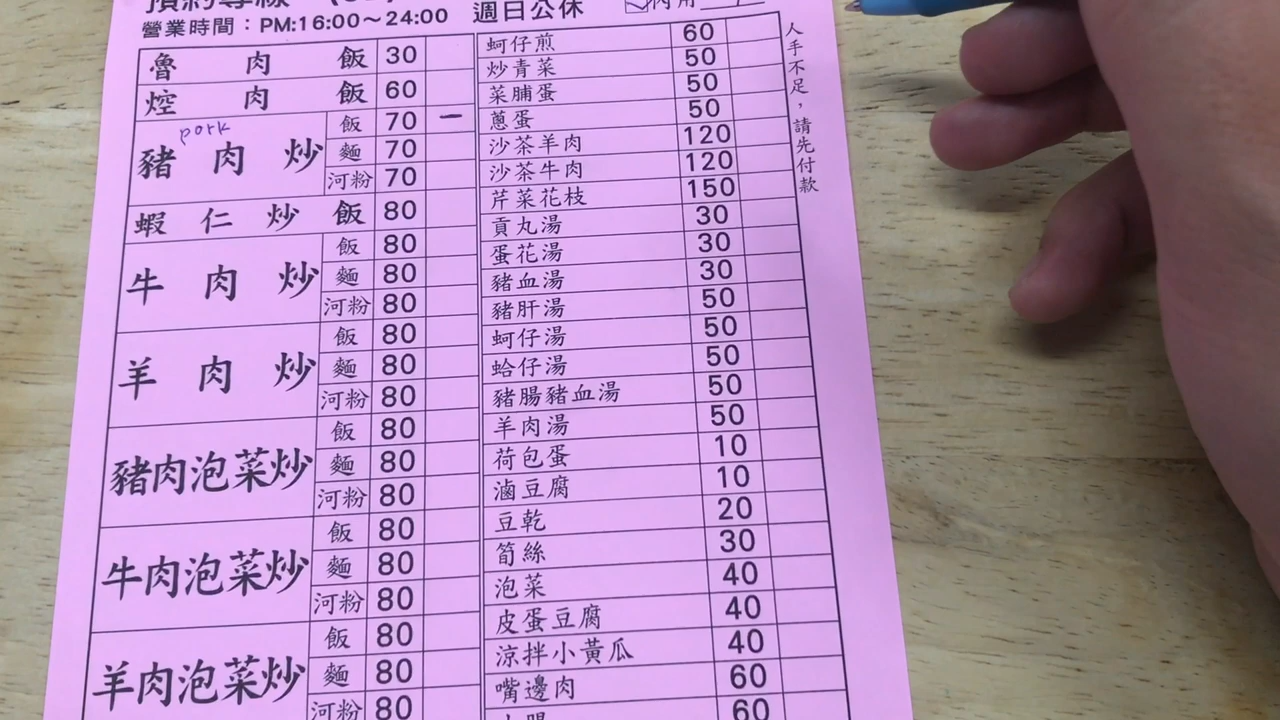 營業時間：PM:16:00～24:00 週日公休
魯肉飯 30
焢肉飯 60
pork
豬肉炒 飯 70 一
麵 70
河粉 70
蝦仁炒飯 80
牛肉炒 飯 80
麵 80
河粉 80
羊肉炒 飯 80
麵 80
河粉 80
豬肉泡菜炒 飯 80
麵 80
河粉 80
牛肉泡菜炒 飯 80
麵 80
河粉 80
羊肉泡菜炒 飯 80
麵 80
河粉 80
蚵仔煎 60
炒青菜 50
菜脯蛋 50
蔥蛋 50
沙茶羊肉 120
沙茶牛肉 120
芹菜花枝 150
貢丸湯 30
蛋花湯 30
豬血湯 30
豬肝湯 50
蚵仔湯 50
蛤仔湯 50
豬腸豬血湯 50
羊肉湯 50
荷包蛋 10
滷豆腐 10
豆乾 20
筍絲 30
泡菜 40
皮蛋豆腐 40
涼拌小黃瓜 40
嘴邊肉 60
60
人手不足，請先付款